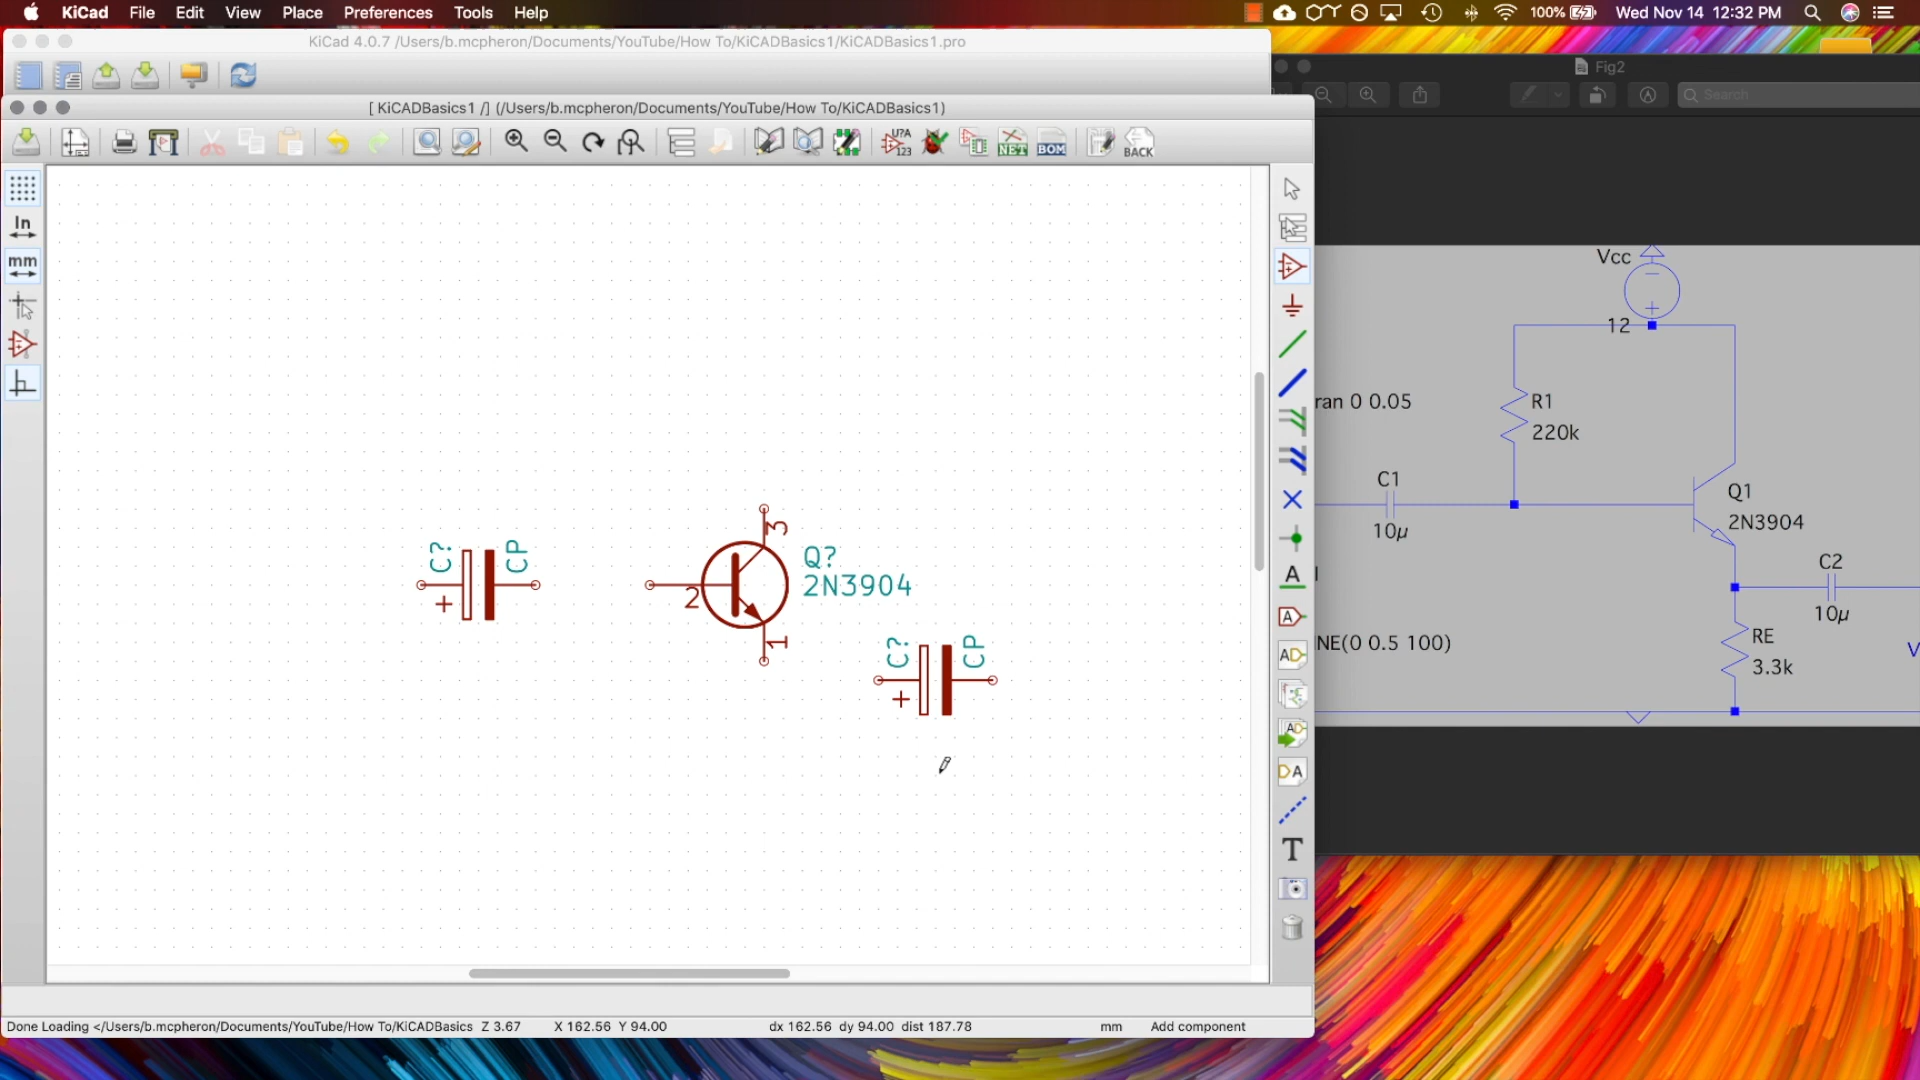 KiCad File Edit View Place Preferences Tools Help 100% Wed Nov 14 12:32 PM
KiCad 4.0.7 /Users/b.mcpheron/Documents/YouTube/How To/KiCADBasics1/KiCADBasics1.pro
Fig2
Search
[ KiCADBasics1 /] (/Users/b.mcpheron/Documents/YouTube/How To/KiCADBasics1)
U?A
123
NET
BOM
BACK
In
mm
C?
CP
+
3
2
1
Q?
2N3904
C?
CP
+
A
A
AD
AD
DA
T
Vcc
12
ran 0 0.05
R1
220k
C1
10µ
Q1
2N3904
C2
10µ
NE(0 0.5 100)
RE
3.3k
V
Done Loading </Users/b.mcpheron/Documents/YouTube/How To/KiCADBasics Z 3.67 X 162.56 Y 94.00 dx 162.56 dy 94.00 dist 187.78 mm Add component